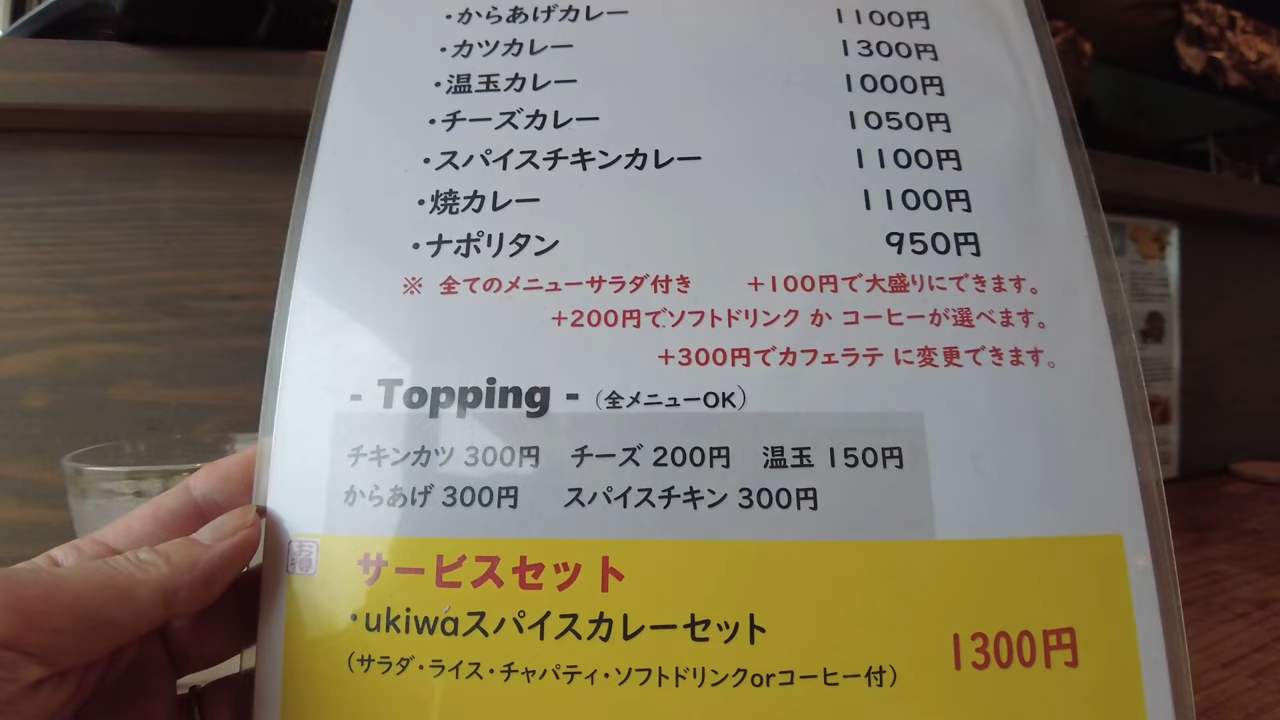 ・からあげカレー 1100円
・カツカレー 1300円
・温玉カレー 1000円
・チーズカレー 1050円
・スパイスチキンカレー 1100円
・焼カレー 1100円
・ナポリタン 950円
※ 全てのメニューサラダ付き +100円で大盛りにできます。
+200円でソフトドリンク か コーヒーが選べます。
+300円でカフェラテ に変更できます。
- Topping - (全メニューOK)
チキンカツ 300円 チーズ 200円 温玉 150円
からあげ 300円 スパイスチキン 300円
お得
サービスセット
・ukiwaスパイスカレーセット 1300円
(サラダ・ライス・チャパティ・ソフトドリンクorコーヒー付)